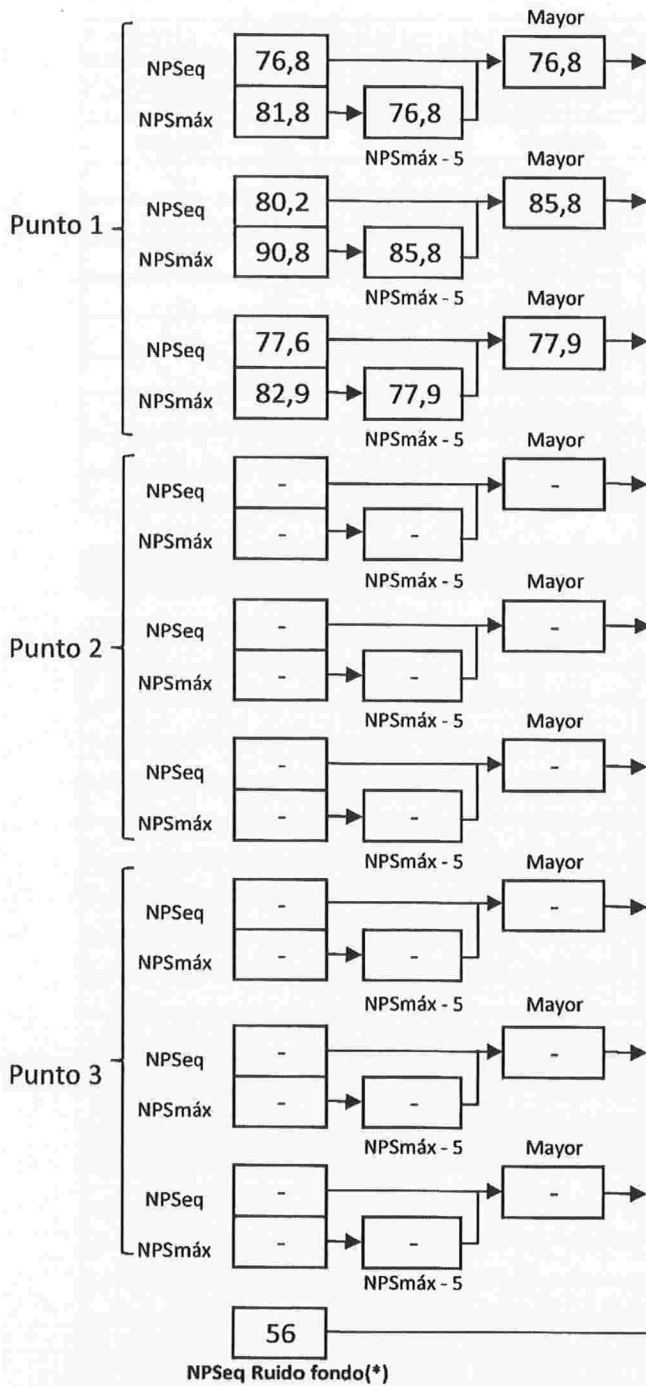 Mayor
NPSeq 76,8 76,8
NPSmáx 81,8 76,8
NPSmáx - 5 Mayor
NPSeq 80,2 85,8
Punto 1
NPSmáx 90,8 85,8
NPSmáx - 5 Mayor
NPSeq 77,6 77,9
NPSmáx 82,9 77,9
NPSmáx - 5 Mayor
NPSeq - -
NPSmáx - -
NPSmáx - 5 Mayor
NPSeq - -
Punto 2
NPSmáx - -
NPSmáx - 5 Mayor
NPSeq - -
NPSmáx - -
NPSmáx - 5 Mayor
NPSeq - -
NPSmáx - -
NPSmáx - 5 Mayor
NPSeq - -
Punto 3
NPSmáx - -
NPSmáx - 5 Mayor
NPSeq - -
NPSmáx - -
NPSmáx - 5
56
NPSeq Ruido fondo(*)